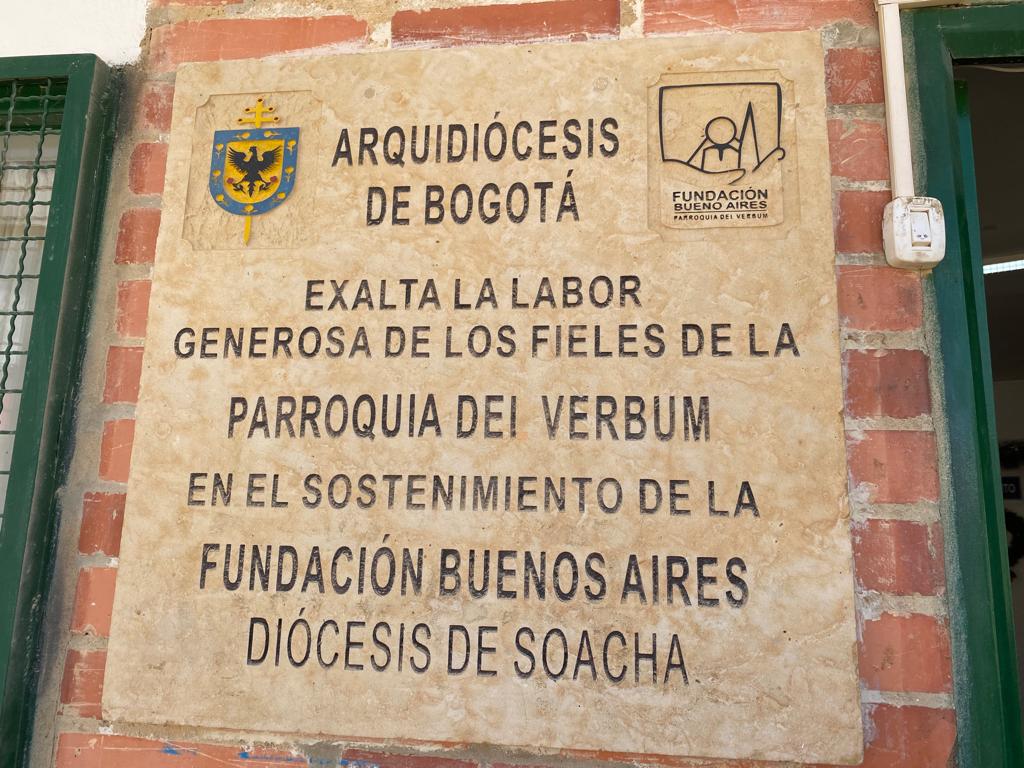 ARQUIDIÓCESIS
DE BOGOTÁ
FUNDACIÓN
BUENO AIRES
PARROQUIA DEI VERBUM
EXALTA LA LABOR
GENEROSA DE LOS FIELES DE LA
PARROQUIA DEI VERBUM
EN EL SOSTENIMIENTO DE LA
FUNDACIÓN BUENOS AIRES
DIÓCESIS DE SOACHA